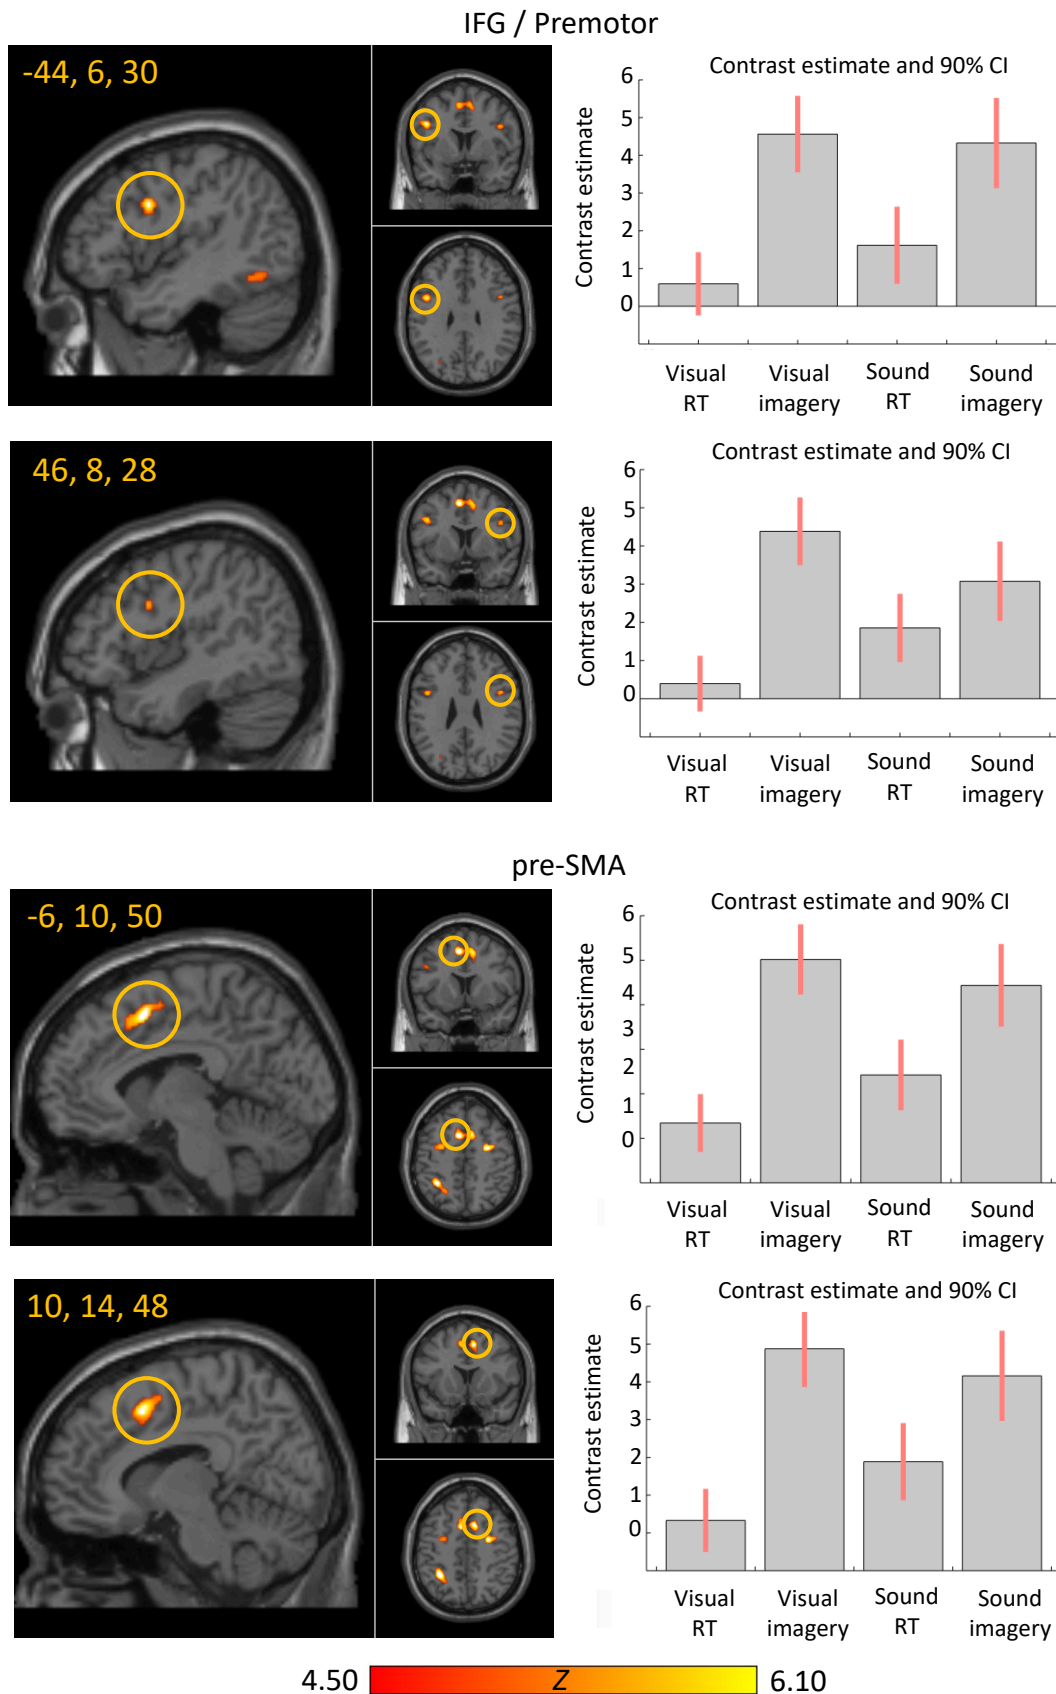 IFG / Premotor
-44, 6, 30
Contrast estimate and 90% CI
Contrast estimate
6
5
4
3
2
1
0
Visual RT
Visual imagery
Sound RT
Sound imagery
46, 8, 28
Contrast estimate and 90% CI
Contrast estimate
6
5
4
3
2
1
0
Visual RT
Visual imagery
Sound RT
Sound imagery
pre-SMA
-6, 10, 50
Contrast estimate and 90% CI
Contrast estimate
6
5
4
3
2
1
0
Visual RT
Visual imagery
Sound RT
Sound imagery
10, 14, 48
Contrast estimate and 90% CI
Contrast estimate
6
5
4
3
2
1
0
Visual RT
Visual imagery
Sound RT
Sound imagery
4.50 Z 6.10